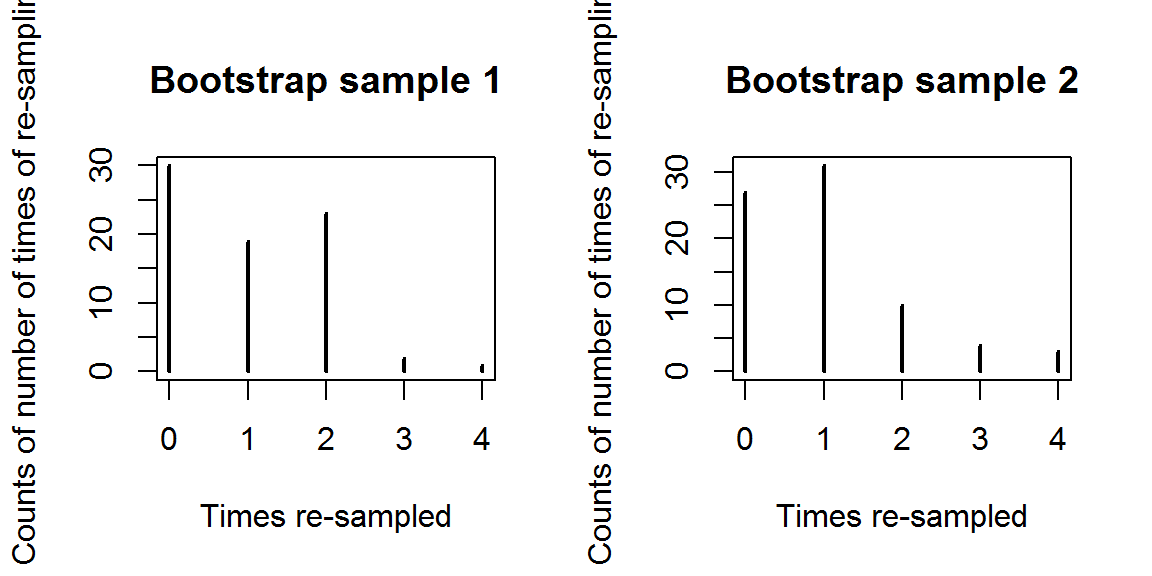 Bootstrap sample 1
Counts of number of times of re-samplin
30
20
10
0
0 1 2 3 4
Times re-sampled
Bootstrap sample 2
Counts of number of times of re-samplin
30
20
10
0
0 1 2 3 4
Times re-sampled